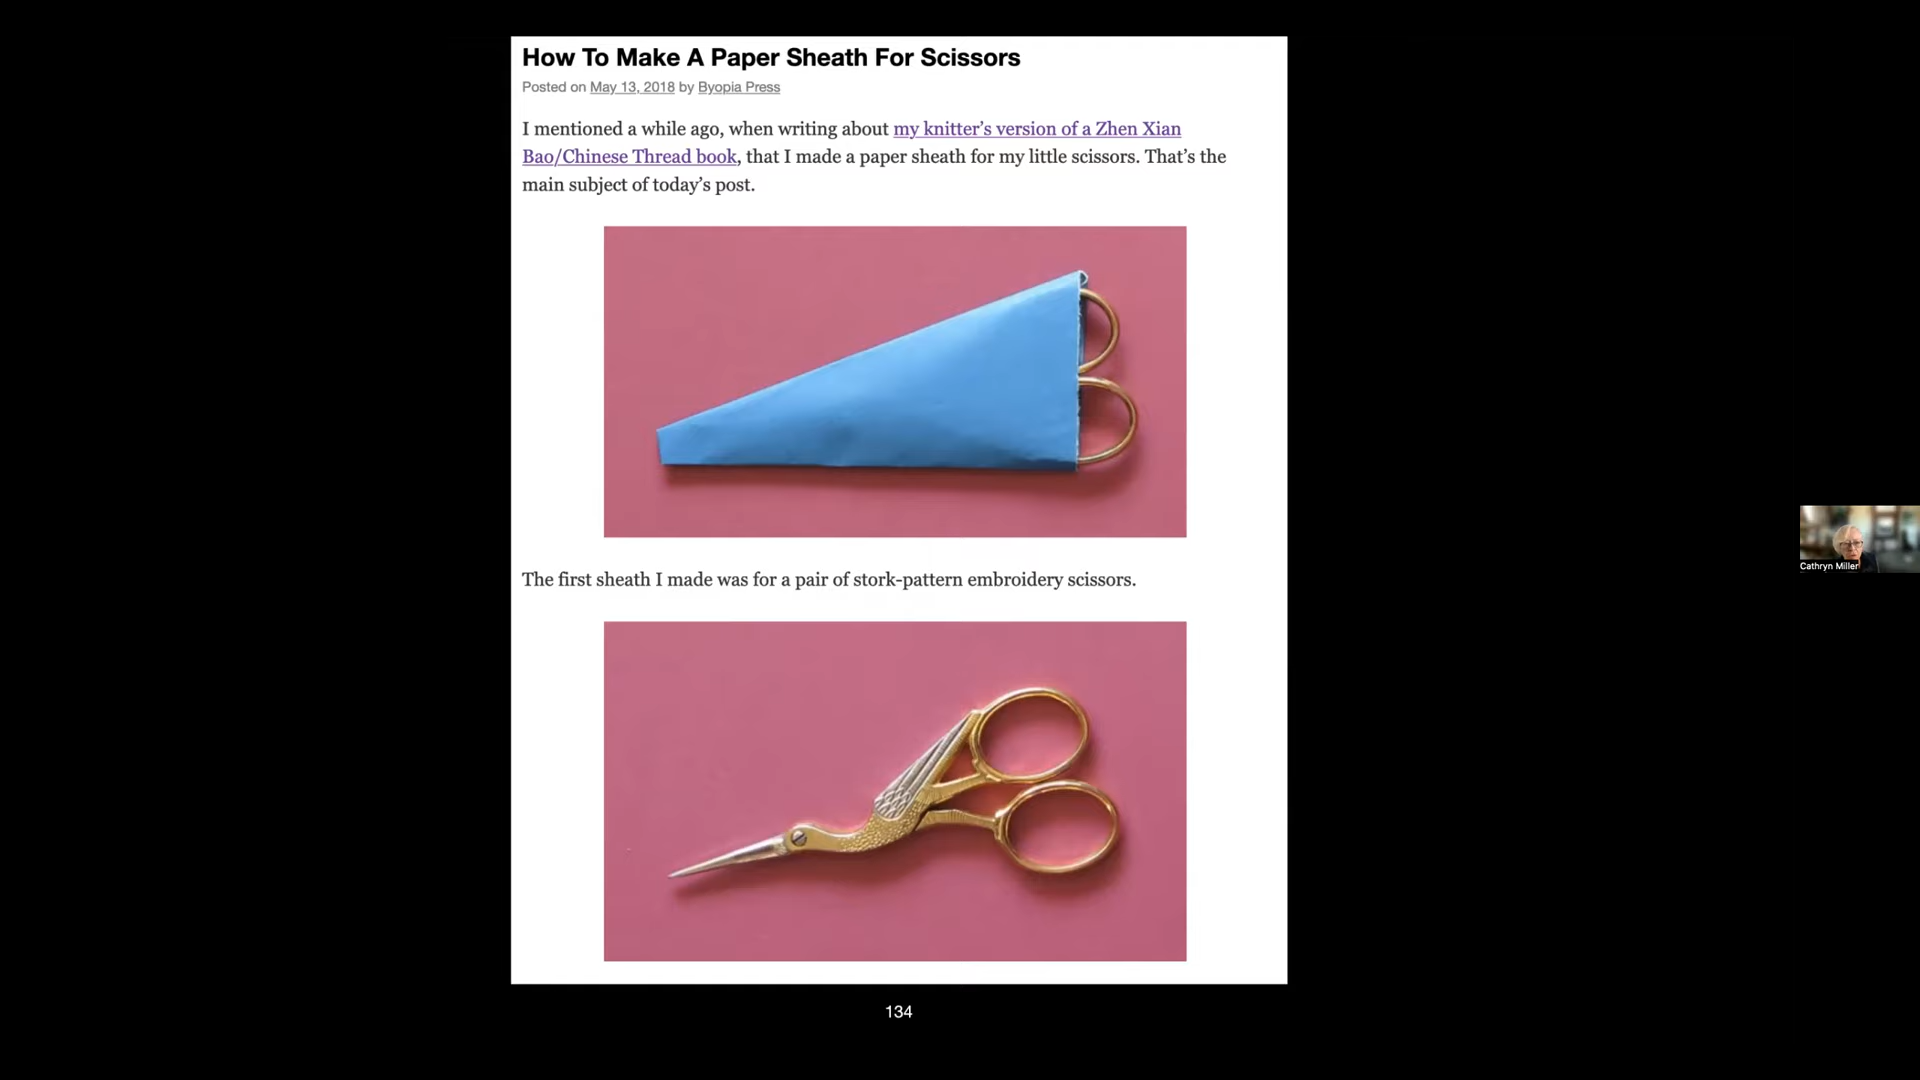 How To Make A Paper Sheath For Scissors
Posted on May 13, 2018 by Byopia Press
I mentioned a while ago, when writing about my knitter’s version of a Zhen Xian
Bao/Chinese Thread book, that I made a paper sheath for my little scissors. That’s the
main subject of today’s post.
The first sheath I made was for a pair of stork-pattern embroidery scissors.
Cathryn Miller
134